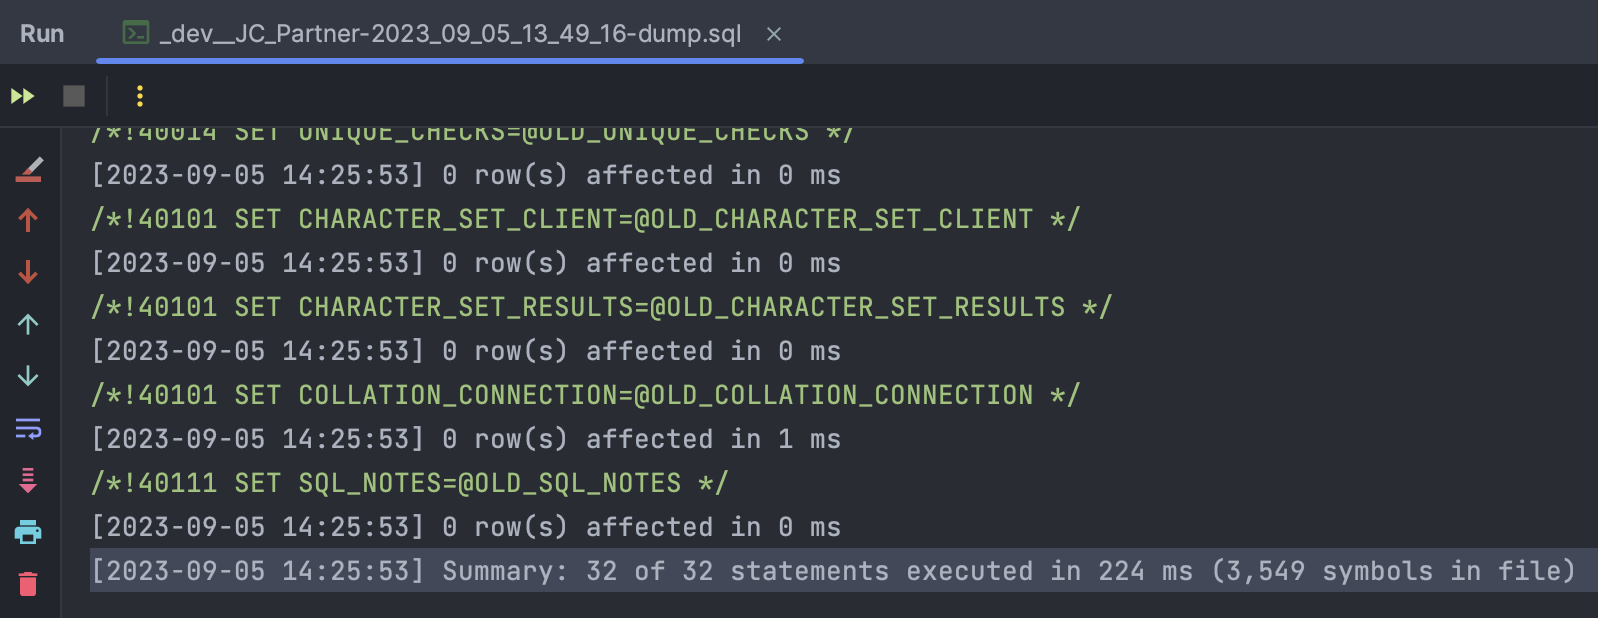 Run
_dev__JC_Partner-2023_09_05_13_49_16-dump.sql
/*!40014 SET UNIQUE_CHECKS=@OLD_UNIQUE_CHECKS */
[2023-09-05 14:25:53] 0 row(s) affected in 0 ms
/*!40101 SET CHARACTER_SET_CLIENT=@OLD_CHARACTER_SET_CLIENT */
[2023-09-05 14:25:53] 0 row(s) affected in 0 ms
/*!40101 SET CHARACTER_SET_RESULTS=@OLD_CHARACTER_SET_RESULTS */
[2023-09-05 14:25:53] 0 row(s) affected in 0 ms
/*!40101 SET COLLATION_CONNECTION=@OLD_COLLATION_CONNECTION */
[2023-09-05 14:25:53] 0 row(s) affected in 1 ms
/*!40111 SET SQL_NOTES=@OLD_SQL_NOTES */
[2023-09-05 14:25:53] 0 row(s) affected in 0 ms
[2023-09-05 14:25:53] Summary: 32 of 32 statements executed in 224 ms (3,549 symbols in file)